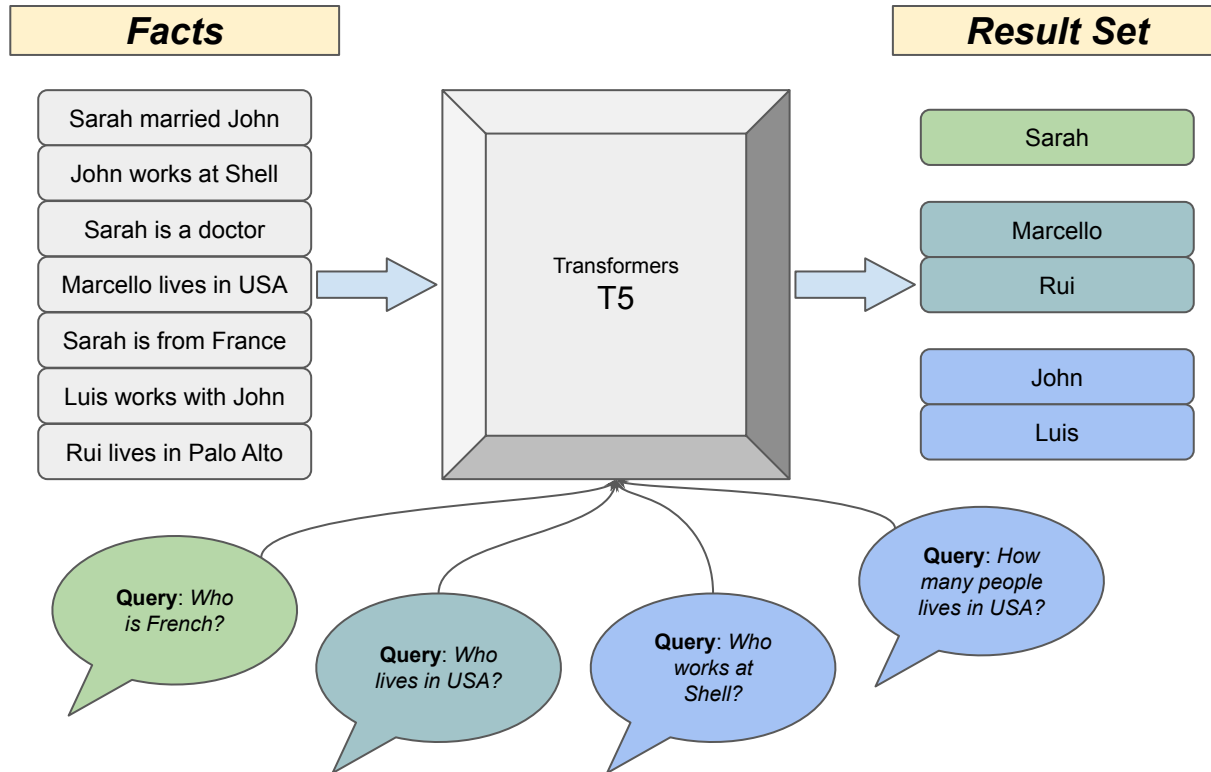 Facts
Result Set
Sarah married John
John works at Shell
Sarah is a doctor
Marcello lives in USA
Sarah is from France
Luis works with John
Rui lives in Palo Alto
Transformers
T5
Sarah
Marcello
Rui
John
Luis
Query: Who
is French?
Query: Who
lives in USA?
Query: Who
works at
Shell?
Query: How
many people
lives in USA?